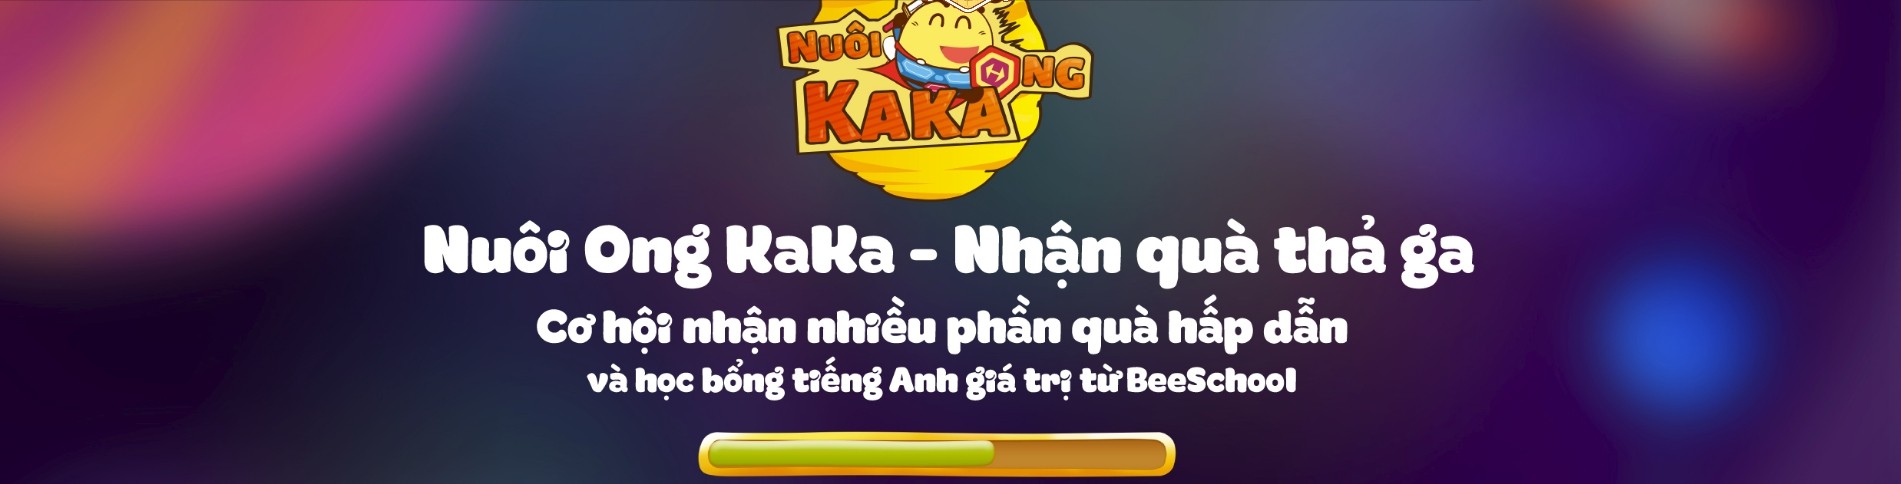 NUÔI ONG
KAKA
Nuôi Ong KaKa - Nhận quà thả ga
Cơ hội nhận nhiều phần quà hấp dẫn
và học bổng tiếng Anh giá trị từ BeeSchool